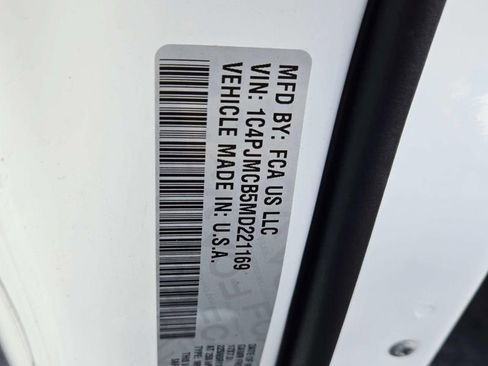 MFD BY: FCA US LLC
VIN: 1C4PJMCB5MD221169
VEHICLE MADE IN: U.S.A.